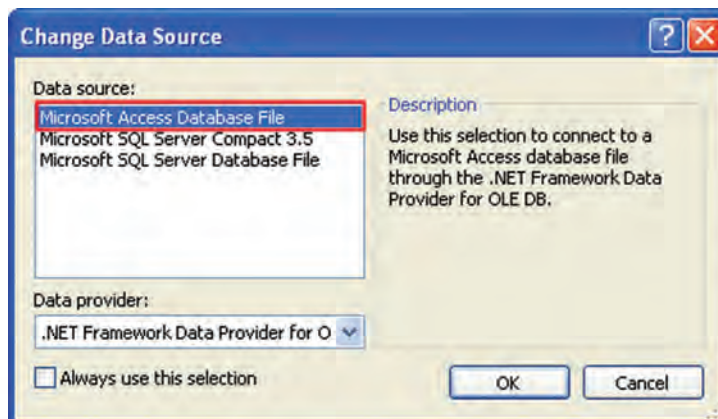 Change Data Source
Data source:
Microsoft Access Database File
Microsoft SQL Server Compact 3.5
Microsoft SQL Server Database File
Description
Use this selection to connect to a
Microsoft Access database file
through the .NET Framework Data
Provider for OLE DB.
Data provider:
.NET Framework Data Provider for O
Always use this selection
OK
Cancel